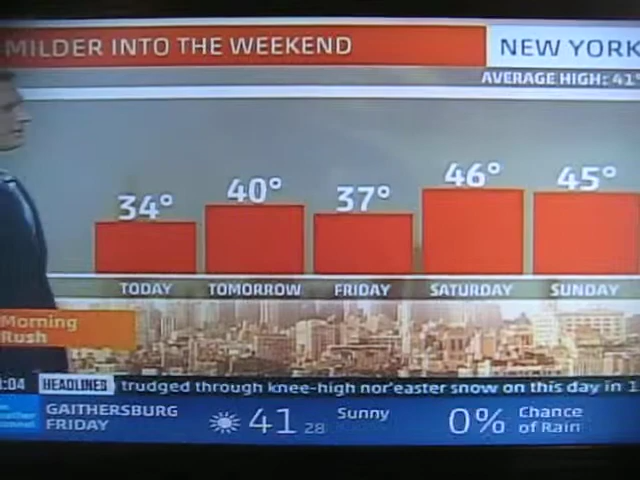 MILDER INTO THE WEEKEND
NEW YORK
AVERAGE HIGH: 41°
34° 40° 37° 46° 45°
TODAY TOMORROW FRIDAY SATURDAY SUNDAY
Morning
Rush
:04 HEADLINES trudged through knee-high nor'easter snow on this day in 1
GAITHERSBURG
FRIDAY
41 28 Sunny
0% Chance
of Rain